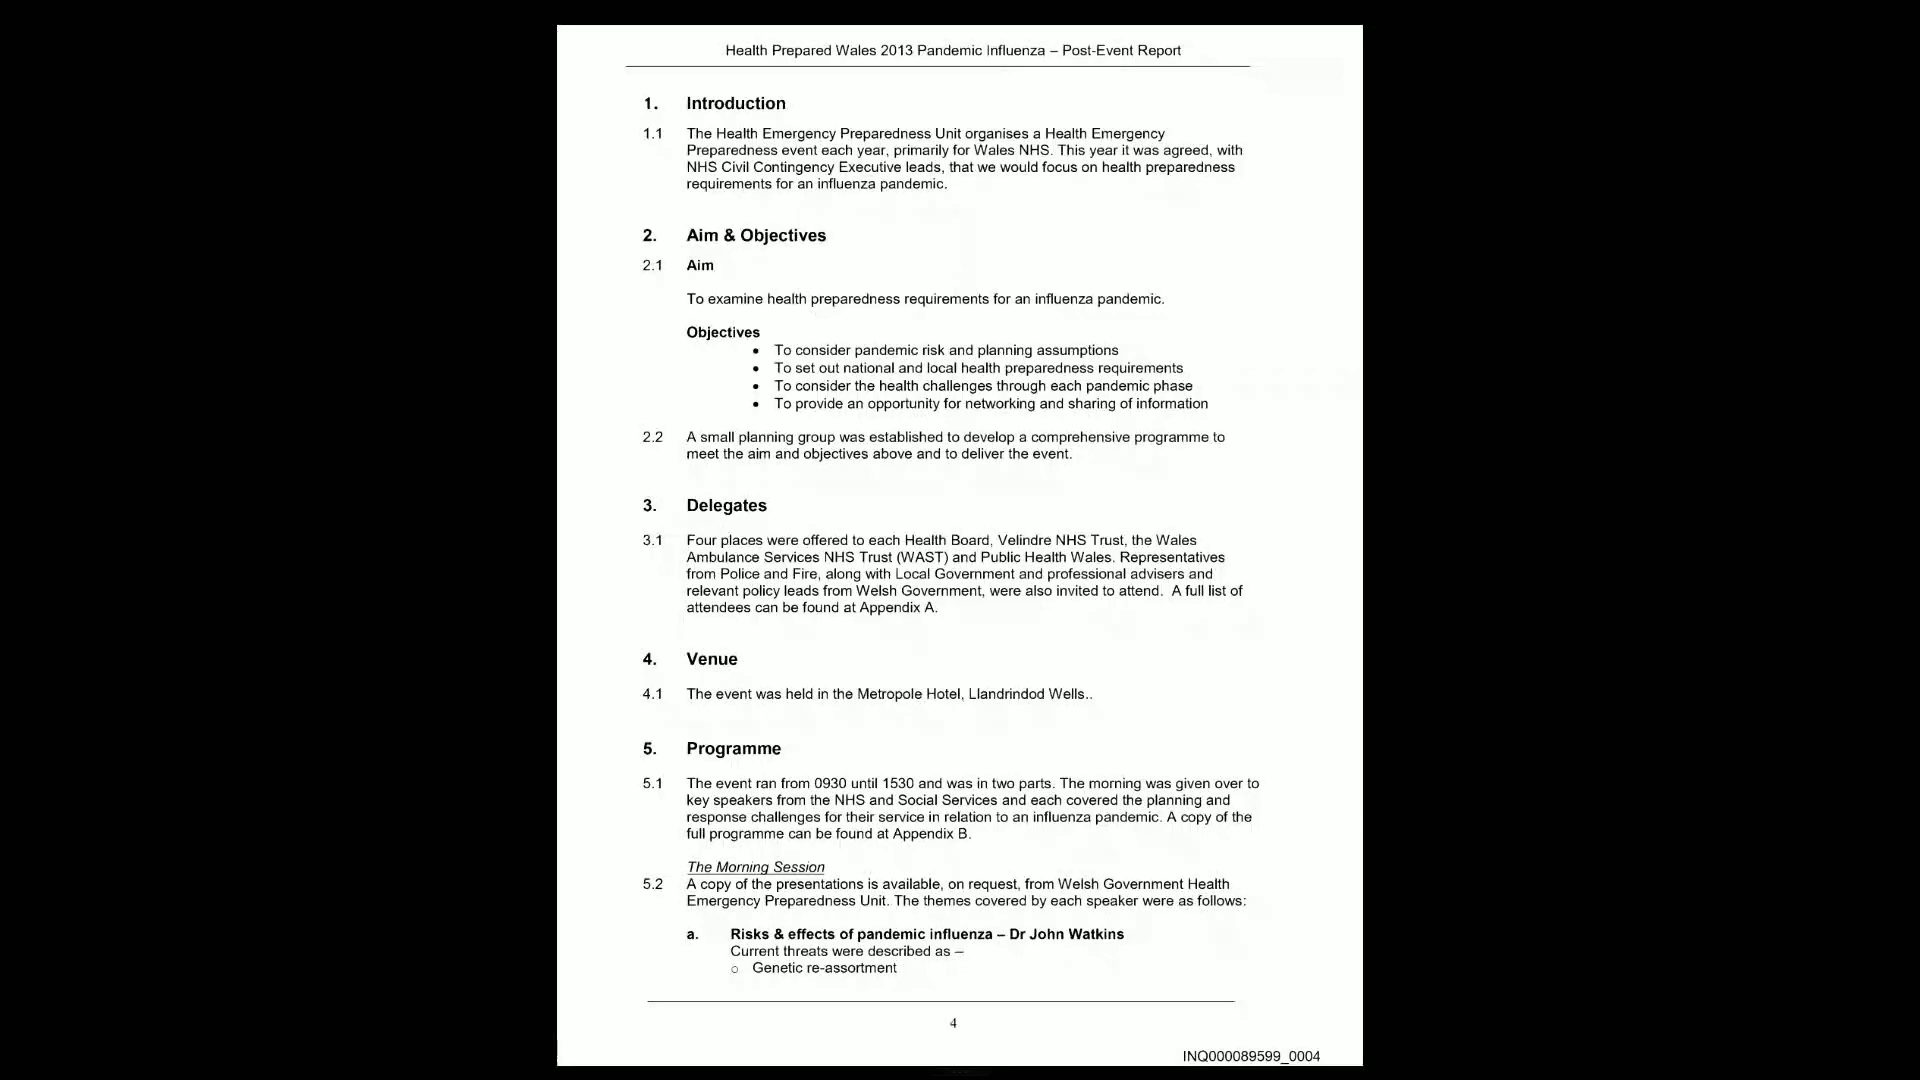 Health Prepared Wales 2013 Pandemic Influenza – Post-Event Report
1. Introduction
1.1 The Health Emergency Preparedness Unit organises a Health Emergency
Preparedness event each year, primarily for Wales NHS. This year it was agreed, with
NHS Civil Contingency Executive leads, that we would focus on health preparedness
requirements for an influenza pandemic.
2. Aim & Objectives
2.1 Aim
To examine health preparedness requirements for an influenza pandemic.
Objectives
• To consider pandemic risk and planning assumptions
• To set out national and local health preparedness requirements
• To consider the health challenges through each pandemic phase
• To provide an opportunity for networking and sharing of information
2.2 A small planning group was established to develop a comprehensive programme to
meet the aim and objectives above and to deliver the event.
3. Delegates
3.1 Four places were offered to each Health Board, Velindre NHS Trust, the Wales
Ambulance Services NHS Trust (WAST) and Public Health Wales. Representatives
from Police and Fire, along with Local Government and professional advisers and
relevant policy leads from Welsh Government, were also invited to attend.  A full list of
attendees can be found at Appendix A.
4. Venue
4.1 The event was held in the Metropole Hotel, Llandrindod Wells..
5. Programme
5.1 The event ran from 0930 until 1530 and was in two parts. The morning was given over to
key speakers from the NHS and Social Services and each covered the planning and
response challenges for their service in relation to an influenza pandemic. A copy of the
full programme can be found at Appendix B.
The Morning Session
5.2 A copy of the presentations is available, on request, from Welsh Government Health
Emergency Preparedness Unit. The themes covered by each speaker were as follows:
a. Risks & effects of pandemic influenza – Dr John Watkins
Current threats were described as –
o Genetic re-assortment
4
INQ000089599_0004